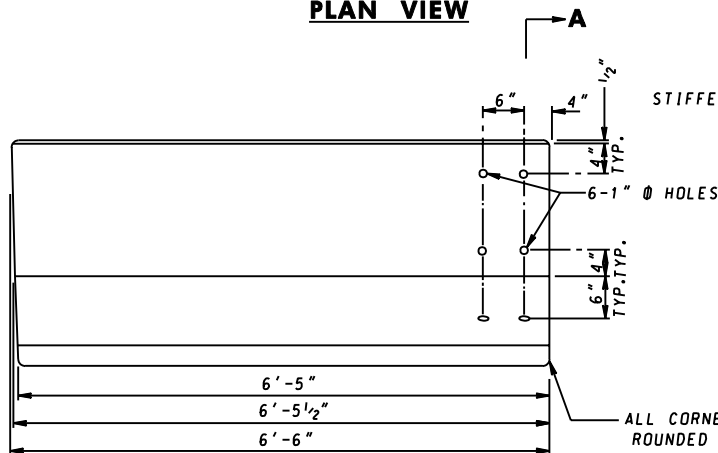 PLAN VIEW
A
1/2"
6"
4"
STIFFE
4"
TYP.
6-1" Ø HOLES
4"
TYP.
6"
TYP.
6'-5"
6'-5 1/2"
6'-6"
ALL CORNE
ROUNDED